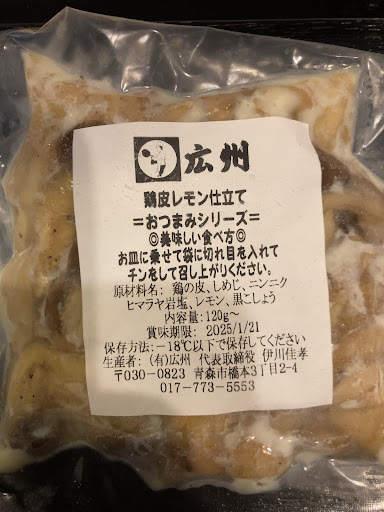 広州
鶏皮レモン仕立て
=おつまみシリーズ=
◎美味しい食べ方◎
お皿に乗せて袋に切れ目を入れて
チンをして召し上がりください。
原材料名: 鶏の皮、しめじ、ニンニク
ヒマラヤ岩塩、レモン、黒こしょう
内容量:120g~
賞味期限: 2025/1/21
保存方法:-18℃以下で保存してください
生産者: (有)広州 代表取締役 伊川佳孝
〒030-0823 青森市橋本3丁目2-4
017-773-5553